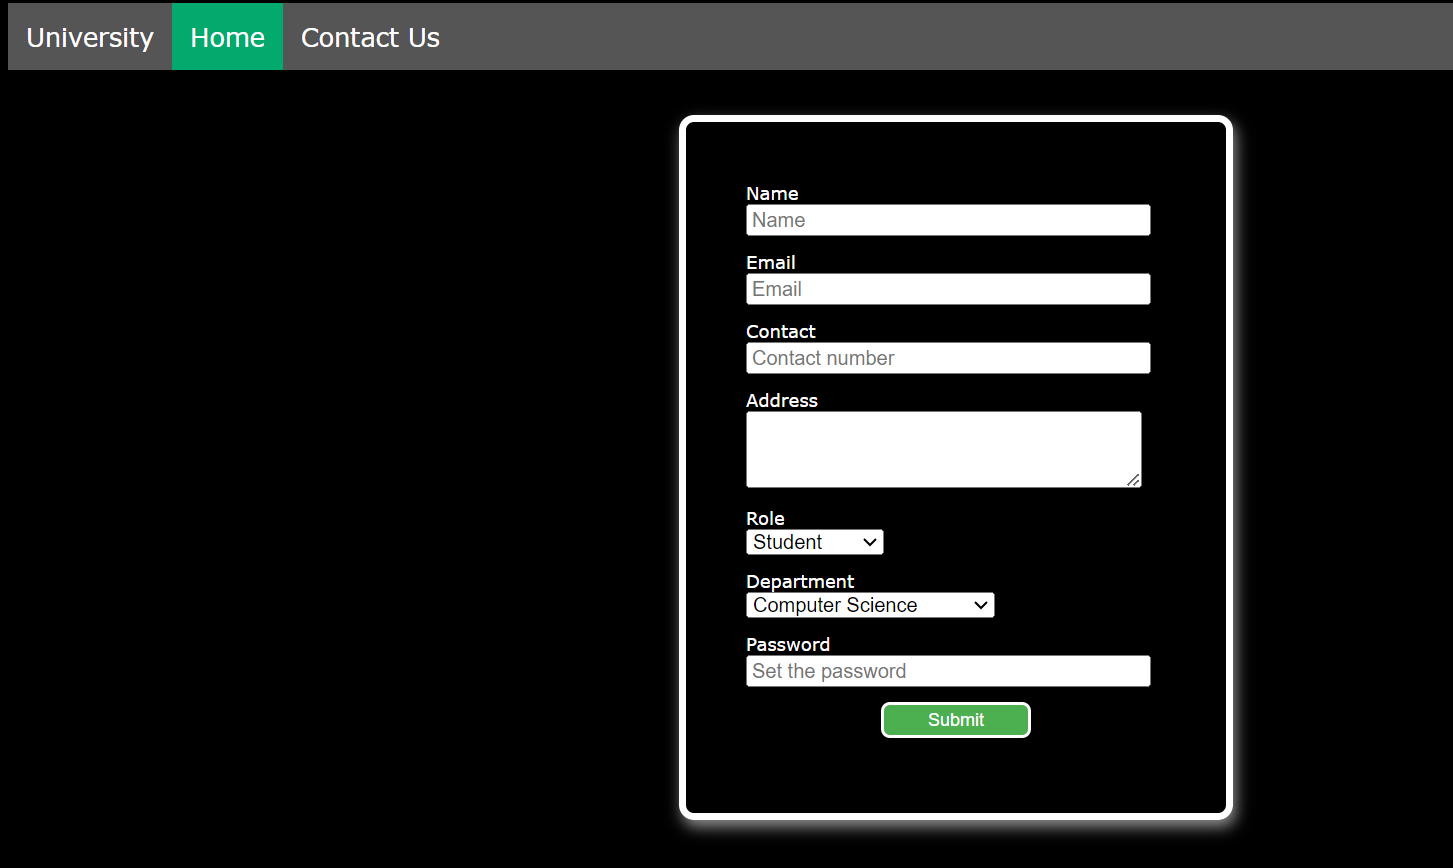 University Home Contact Us
Name
Name
Email
Email
Contact
Contact number
Address
Role
Student
Department
Computer Science
Password
Set the password
Submit